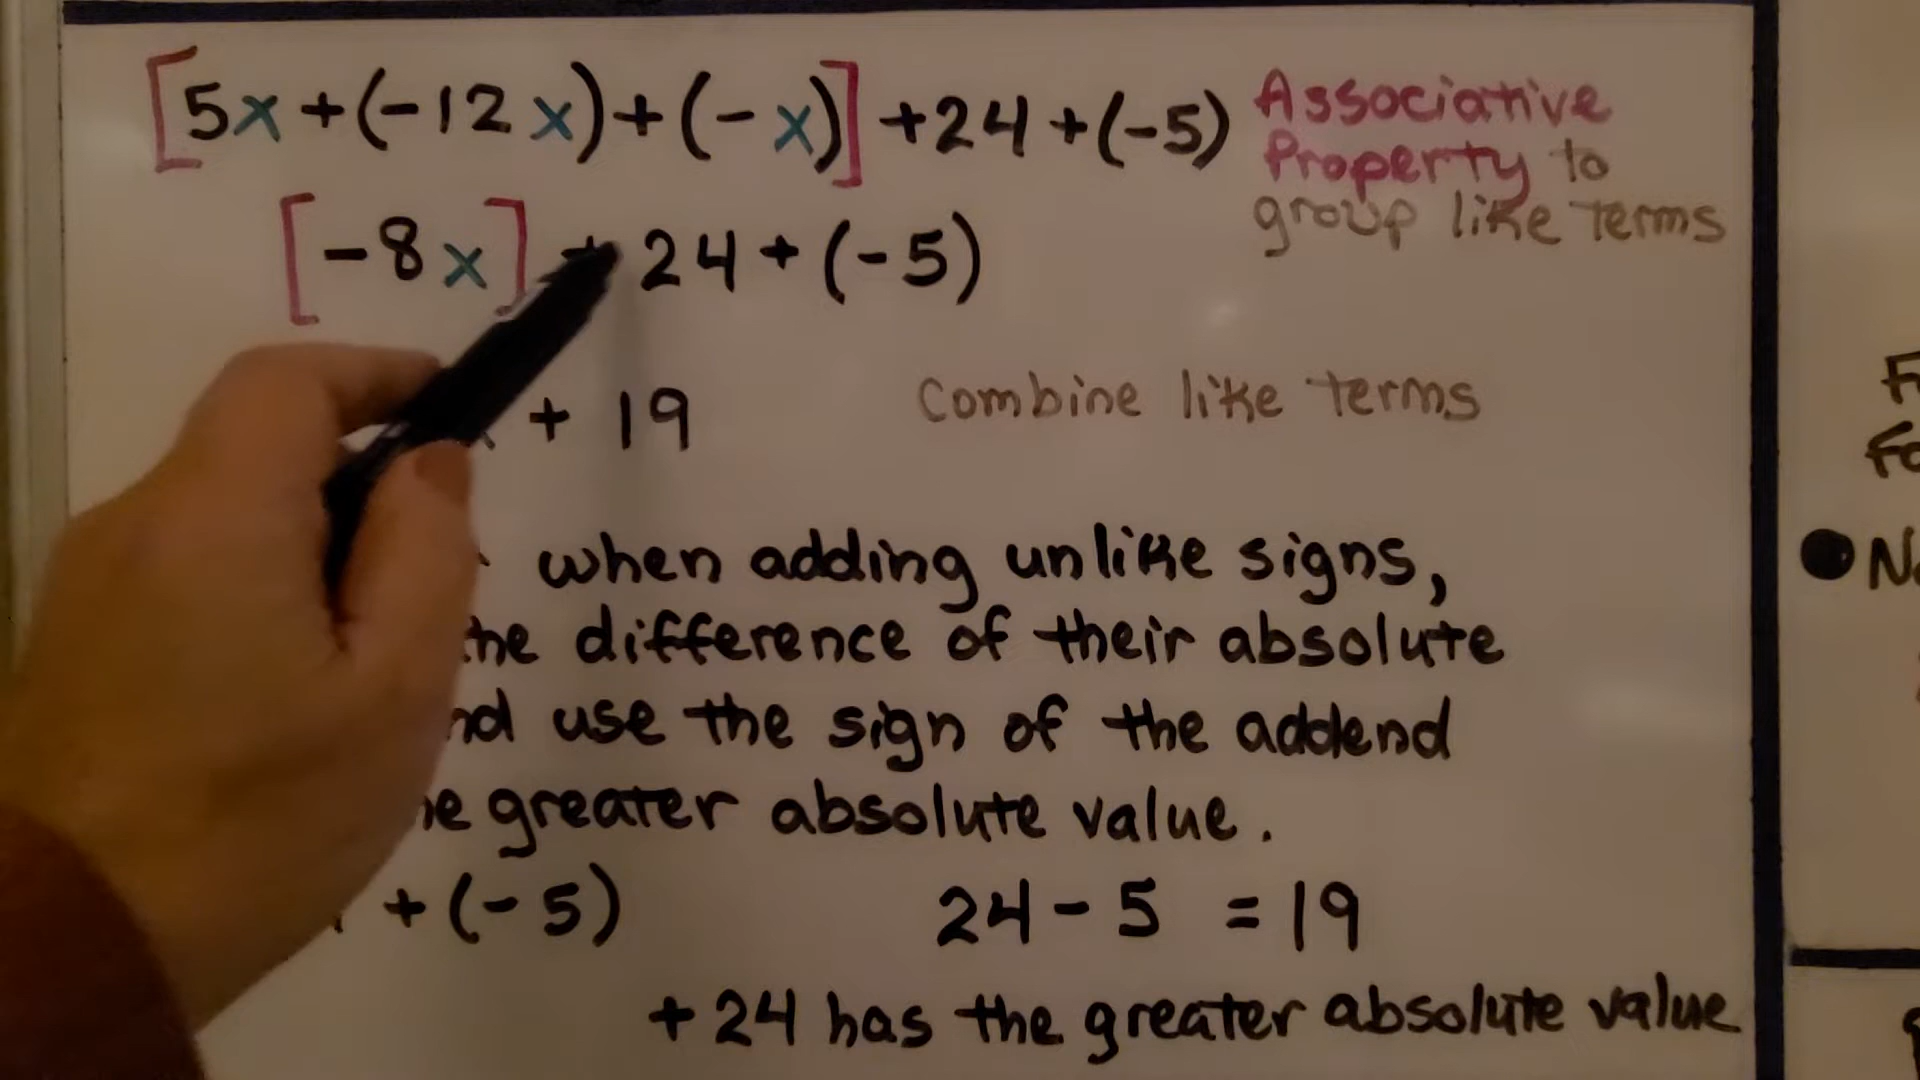 [5x + (-12x) + (-x)] + 24 + (-5)
Associative
Property to
group like terms
[-8x] + 24 + (-5)
+ 19
Combine like terms
when adding unlike signs,
the difference of their absolute
use the sign of the addend
greater absolute value.
+ (-5)
24 - 5 = 19
+24 has the greater absolute value